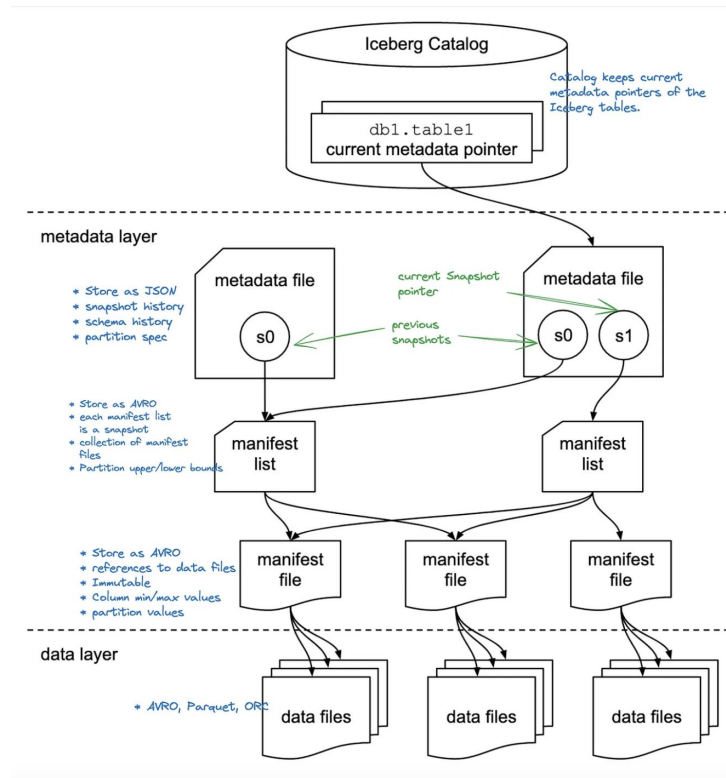 Iceberg Catalog
Catalog keeps current
metadata pointers of the
Iceberg tables.
db1.table1
current metadata pointer
metadata layer
* Store as JSON
* snapshot history
* schema history
* partition spec
metadata file
s0
current Snapshot
pointer
previous
snapshots
metadata file
s0
s1
* Store as AVRO
* each manifest list
is a snapshot
* collection of manifest
files
* Partition upper/lower bounds
manifest
list
manifest
list
* Store as AVRO
* references to data files
* Immutable
* Column min/max values
* partition values
manifest
file
manifest
file
manifest
file
data layer
* AVRO, Parquet, ORC
data files
data files
data files